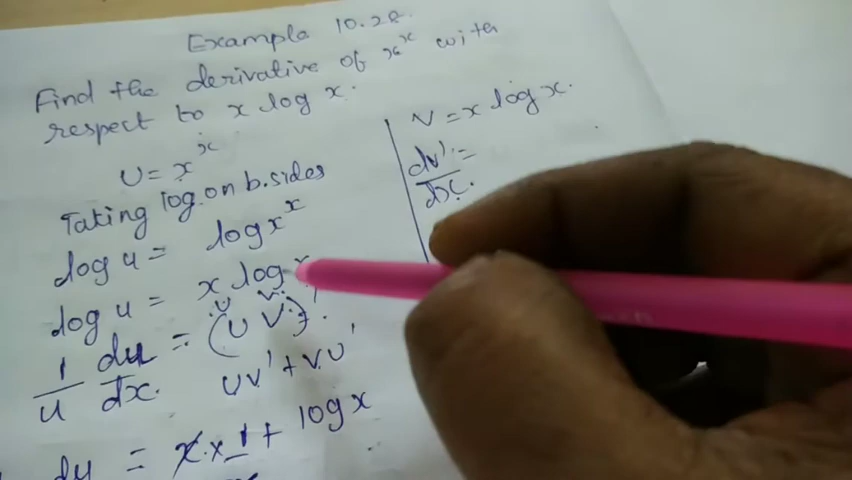 Example 10.28.
Find the derivative of x^x with
respect to x log x.
U = x^x
Taking log on b.sides
log u = log x^x
log u = x log x
U V
1/u du/dx = (U V)'
UV' + VU'
du = x × 1 + log x
V = x log x.
dv'/dx =